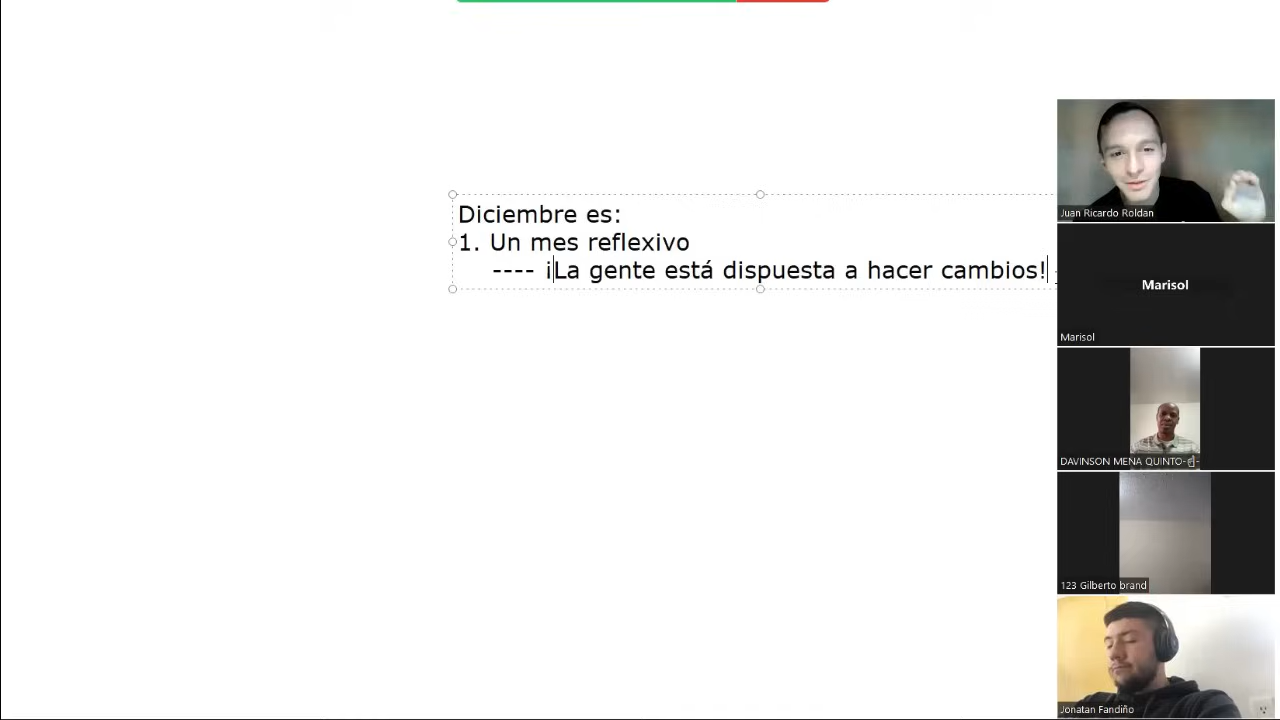 Diciembre es:
1. Un mes reflexivo
---- ¡La gente está dispuesta a hacer cambios!
Juan Ricardo Roldan
Marisol
Marisol
DAVINSON MENA QUINTO-
123 Gilberto brand
Jonatan Fandiño